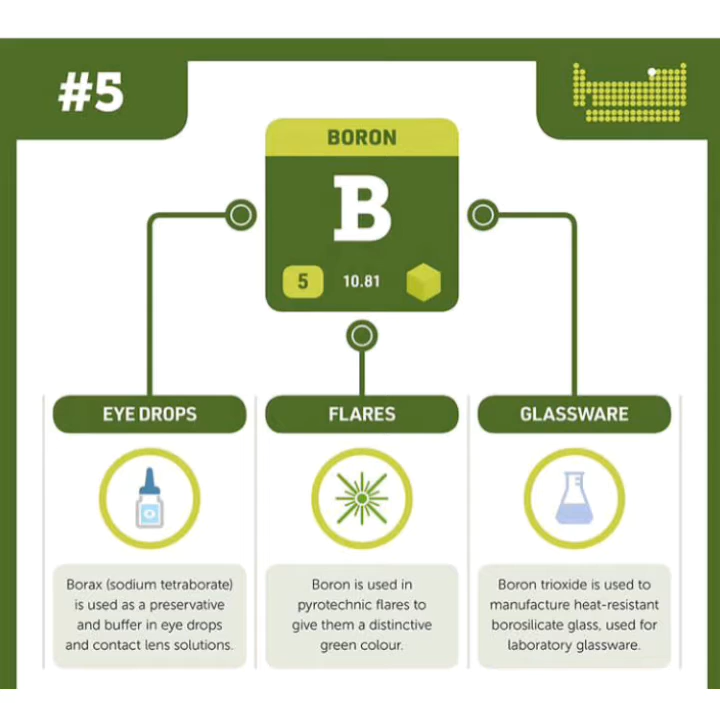 #5
BORON
B
5 10.81
EYE DROPS
Borax (sodium tetraborate)
is used as a preservative
and buffer in eye drops
and contact lens solutions.
FLARES
Boron is used in
pyrotechnic flares to
give them a distinctive
green colour.
GLASSWARE
Boron trioxide is used to
manufacture heat-resistant
borosilicate glass, used for
laboratory glassware.